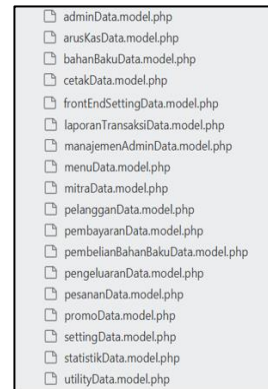 adminData.model.php
arusKasData.model.php
bahanBakuData.model.php
cetakData.model.php
frontEndSettingData.model.php
laporanTransaksiData.model.php
manajemenAdminData.model.php
menuData.model.php
mitraData.model.php
pelangganData.model.php
pembayaranData.model.php
pembelianBahanBakuData.model.php
pengeluaranData.model.php
pesananData.model.php
promoData.model.php
settingData.model.php
statistikData.model.php
utilityData.model.php